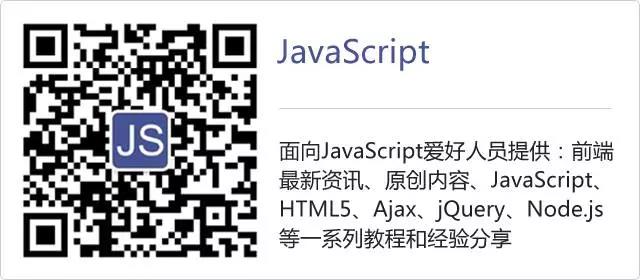 JS
JavaScript
面向JavaScript爱好人员提供：前端
最新资讯、原创内容、JavaScript、
HTML5、Ajax、jQuery、Node.js
等一系列教程和经验分享